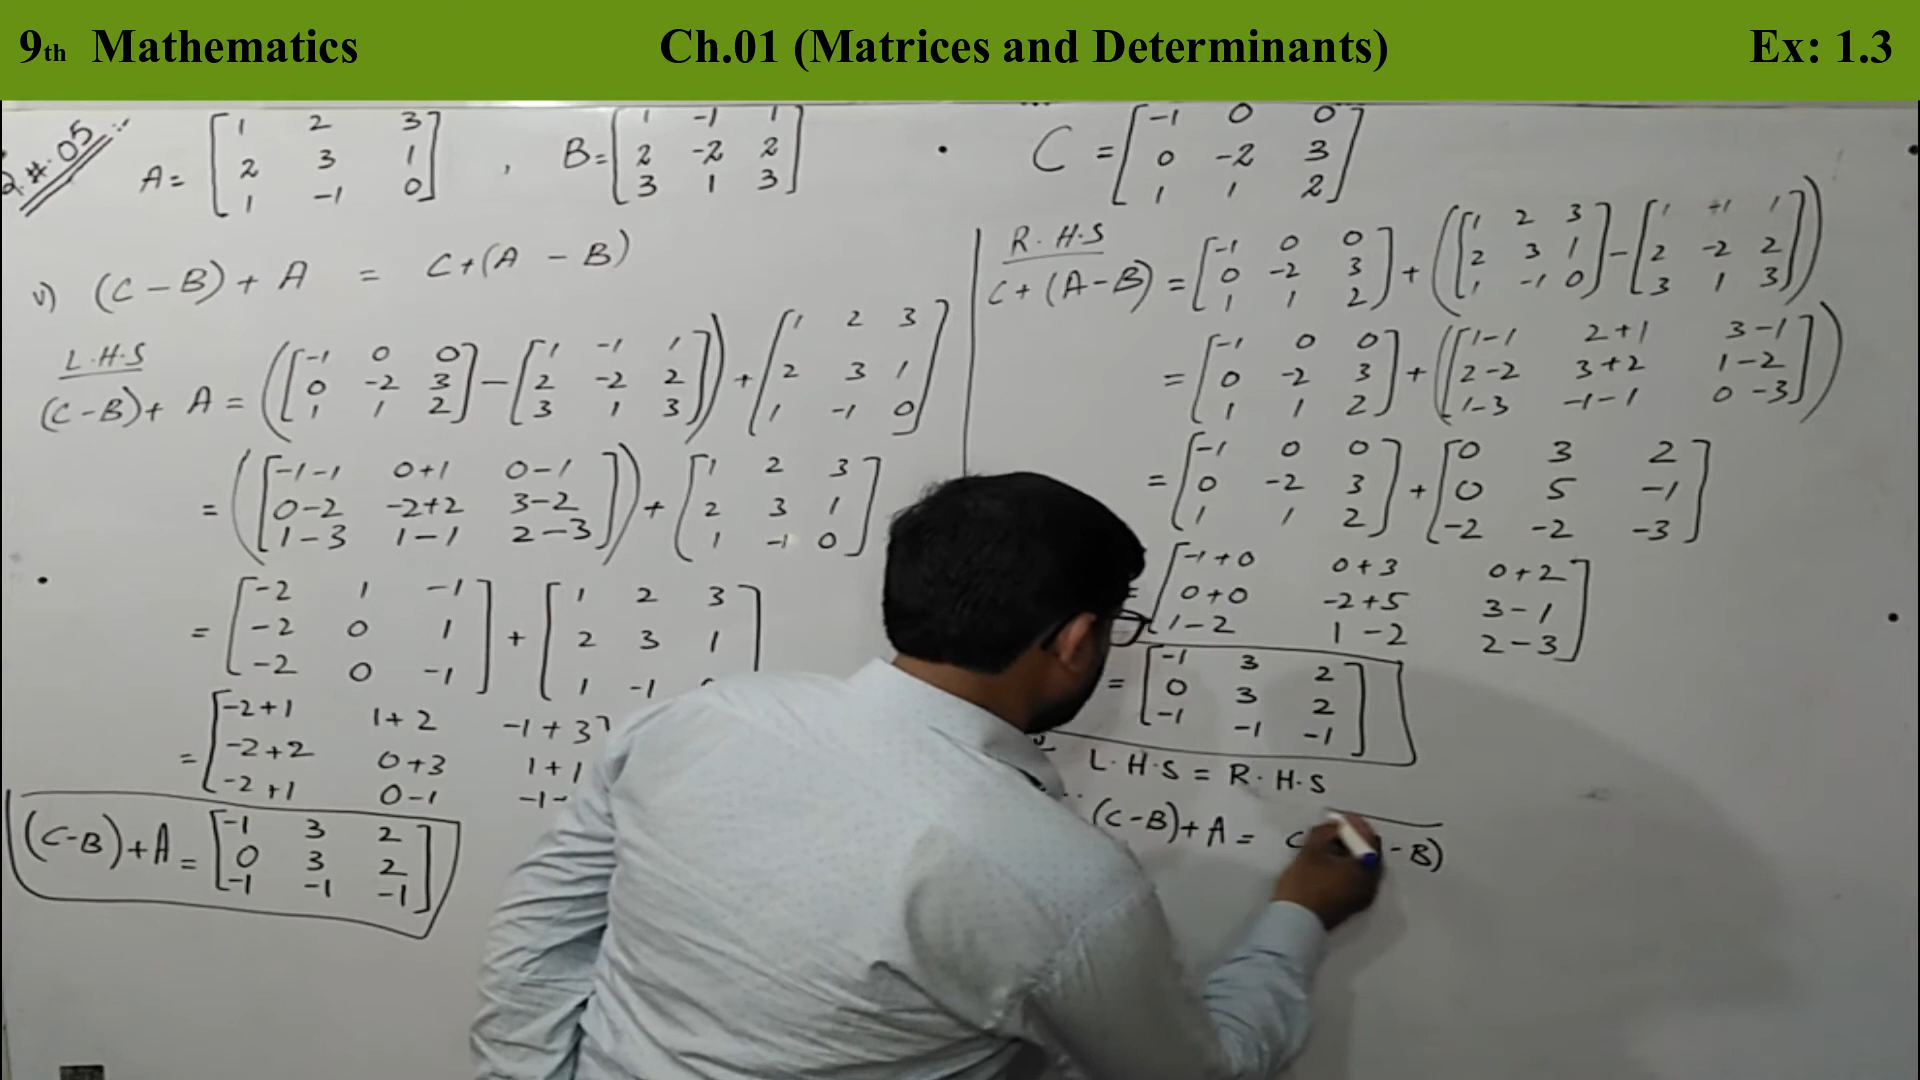 9th Mathematics Ch.01 (Matrices and Determinants) Ex: 1.3
Q.#.05
A= [1 2 3
2 3 1
1 -1 0] , B= [1 -1 1
2 -2 2
3 1 3] . C = [-1 0 0
0 -2 3
1 1 2]
v) (C-B)+A = C+(A-B)
L.H.S
(C-B)+A = ([-1 0 0
0 -2 3
1 1 2] - [1 -1 1
2 -2 2
3 1 3]) + [1 2 3
2 3 1
1 -1 0]
= ([-1-1 0+1 0-1
0-2 -2+2 3-2
1-3 1-1 2-3]) + [1 2 3
2 3 1
1 -1 0]
= [-2 1 -1
-2 0 1
-2 0 -1] + [1 2 3
2 3 1
1 -1
= [-2+1 1+2 -1+3]
-2+2 0+3 1+1
-2+1 0-1 -1-
(C-B)+A = [-1 3 2
0 3 2
-1 -1 -1]
R.H.S
C+(A-B) = [-1 0 0
0 -2 3
1 1 2] + ([1 2 3
2 3 1
1 -1 0] - [1 +1 1
2 -2 2
3 1 3])
= [-1 0 0
0 -2 3
1 1 2] + ([1-1 2+1 3-1
2-2 3+2 1-2
1-3 -1-1 0-3])
= [-1 0 0
0 -2 3
1 1 2] + [0 3 2
0 5 -1
-2 -2 -3]
= [-1+0 0+3 0+2
0+0 -2+5 3-1
1-2 1-2 2-3]
= [-1 3 2
0 3 2
-1 -1 -1]
L.H.S = R.H.S
(C-B)+A = C -B)